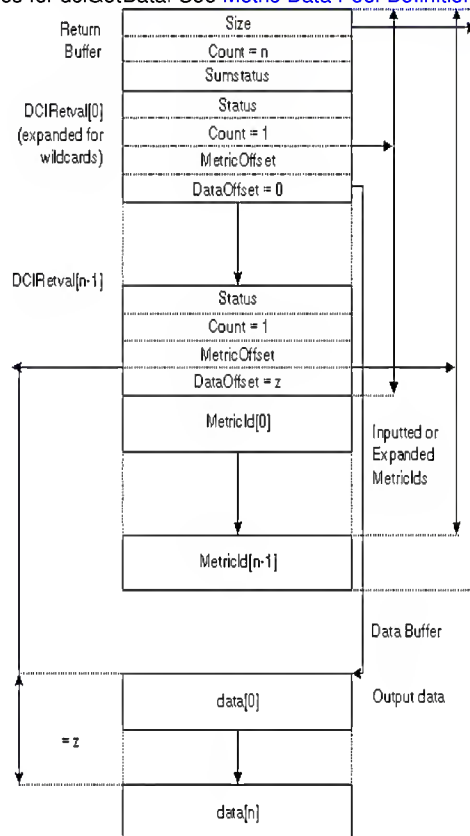 Return
Buffer
Size
Count = n
Sumstatus
DCIRetval[0]
(expanded for
wildcards)
Status
Count = 1
MetricOffset
DataOffset = 0
DCIRetval[n-1]
Status
Count = 1
MetricOffset
DataOffset = z
MetricId[0]
Inputted or
Expanded
MetricIds
MetricId[n-1]
Data Buffer
data[0]
Output data
= z
data[n]